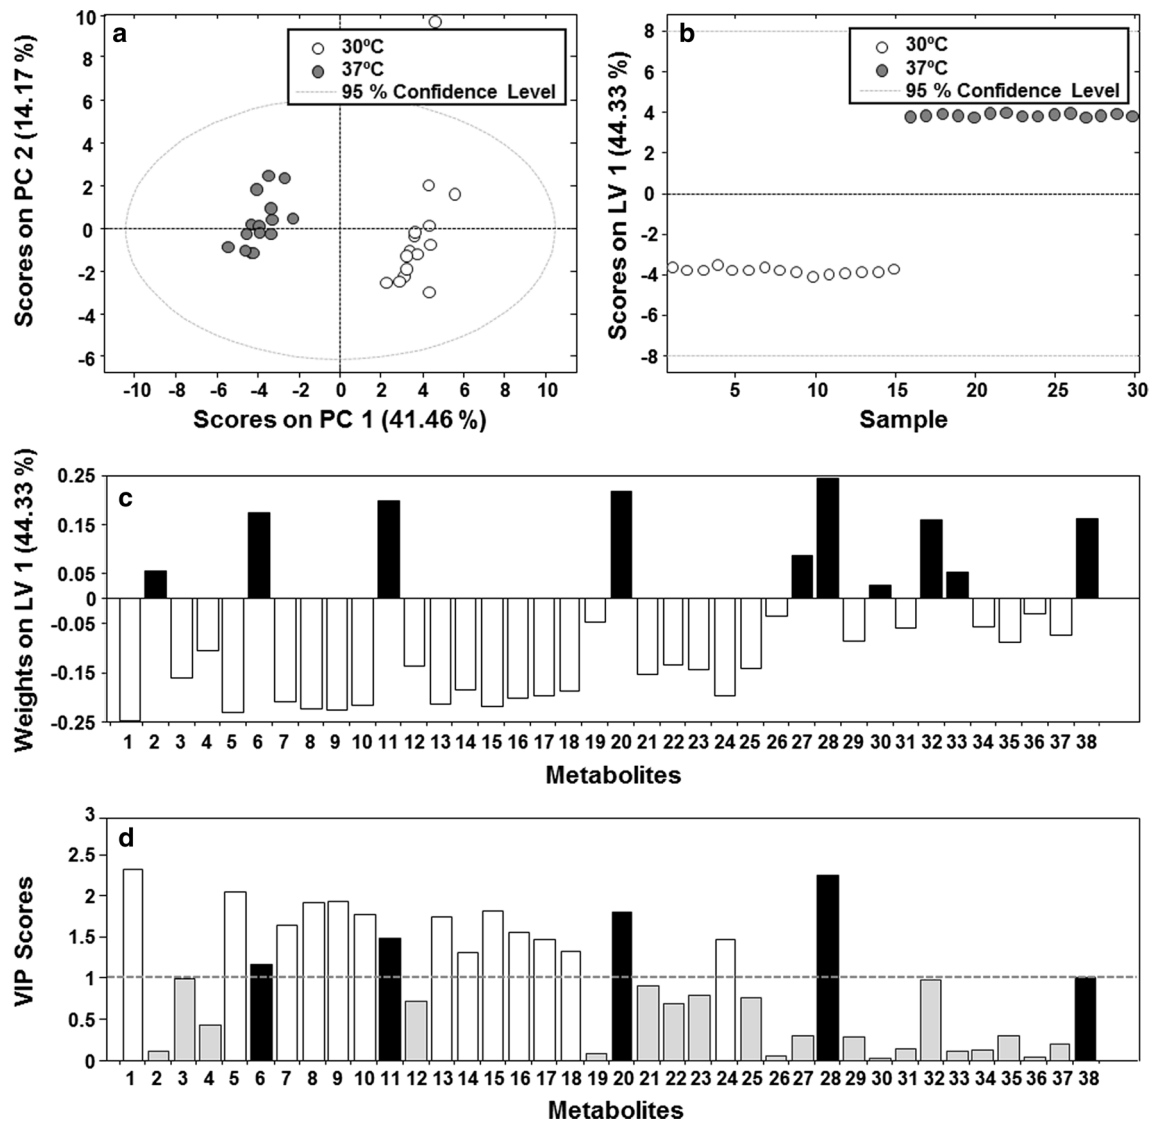 a
30ºC
37ºC
95 % Confidence Level
10
8
6
4
2
0
-2
-4
-6
Scores on PC 2 (14.17 %)
-10 -8 -6 -4 -2 0 2 4 6 8 10
Scores on PC 1 (41.46 %)
b
30ºC
37ºC
95 % Confidence Level
8
6
4
2
0
-2
-4
-6
-8
Scores on LV 1 (44.33 %)
5 10 15 20 25 30
Sample
c
0.25
0.15
0.05
0
-0.05
-0.15
-0.25
Weights on LV 1 (44.33 %)
1 2 3 4 5 6 7 8 9 10 11 12 13 14 15 16 17 18 19 20 21 22 23 24 25 26 27 28 29 30 31 32 33 34 35 36 37 38
Metabolites
d
3
2.5
2
1.5
1
0.5
0
VIP Scores
1 2 3 4 5 6 7 8 9 10 11 12 13 14 15 16 17 18 19 20 21 22 23 24 25 26 27 28 29 30 31 32 33 34 35 36 37 38
Metabolites